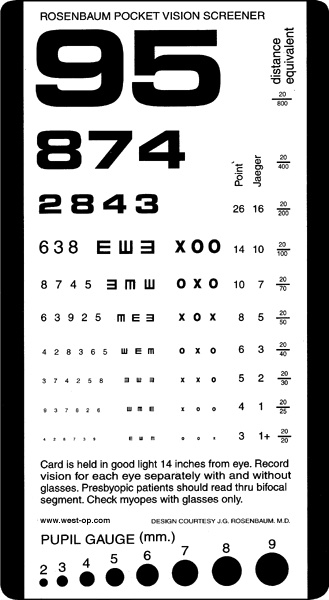 ROSENBAUM POCKET VISION SCREENER
95
distance equivalent
20/800
874
Point Jaeger
20/400
2843 26 16 20/200
638 E W E X O O 14 10 20/100
8745 E M W O X O 10 7 20/70
63925 M E E X O X 8 5 20/50
428365 W E M O X O 6 3 20/40
374258 5 2 20/30
4 1 20/25
3 1+ 20/20
Card is held in good light 14 inches from eye. Record
vision for each eye separately with and without
glasses. Presbyopic patients should read thru bifocal
segment. Check myopes with glasses only.
www.west-op.com DESIGN COURTESY J.G. ROSENBAUM, M.D.
PUPIL GAUGE (mm.)
2 3 4 5 6 7 8 9